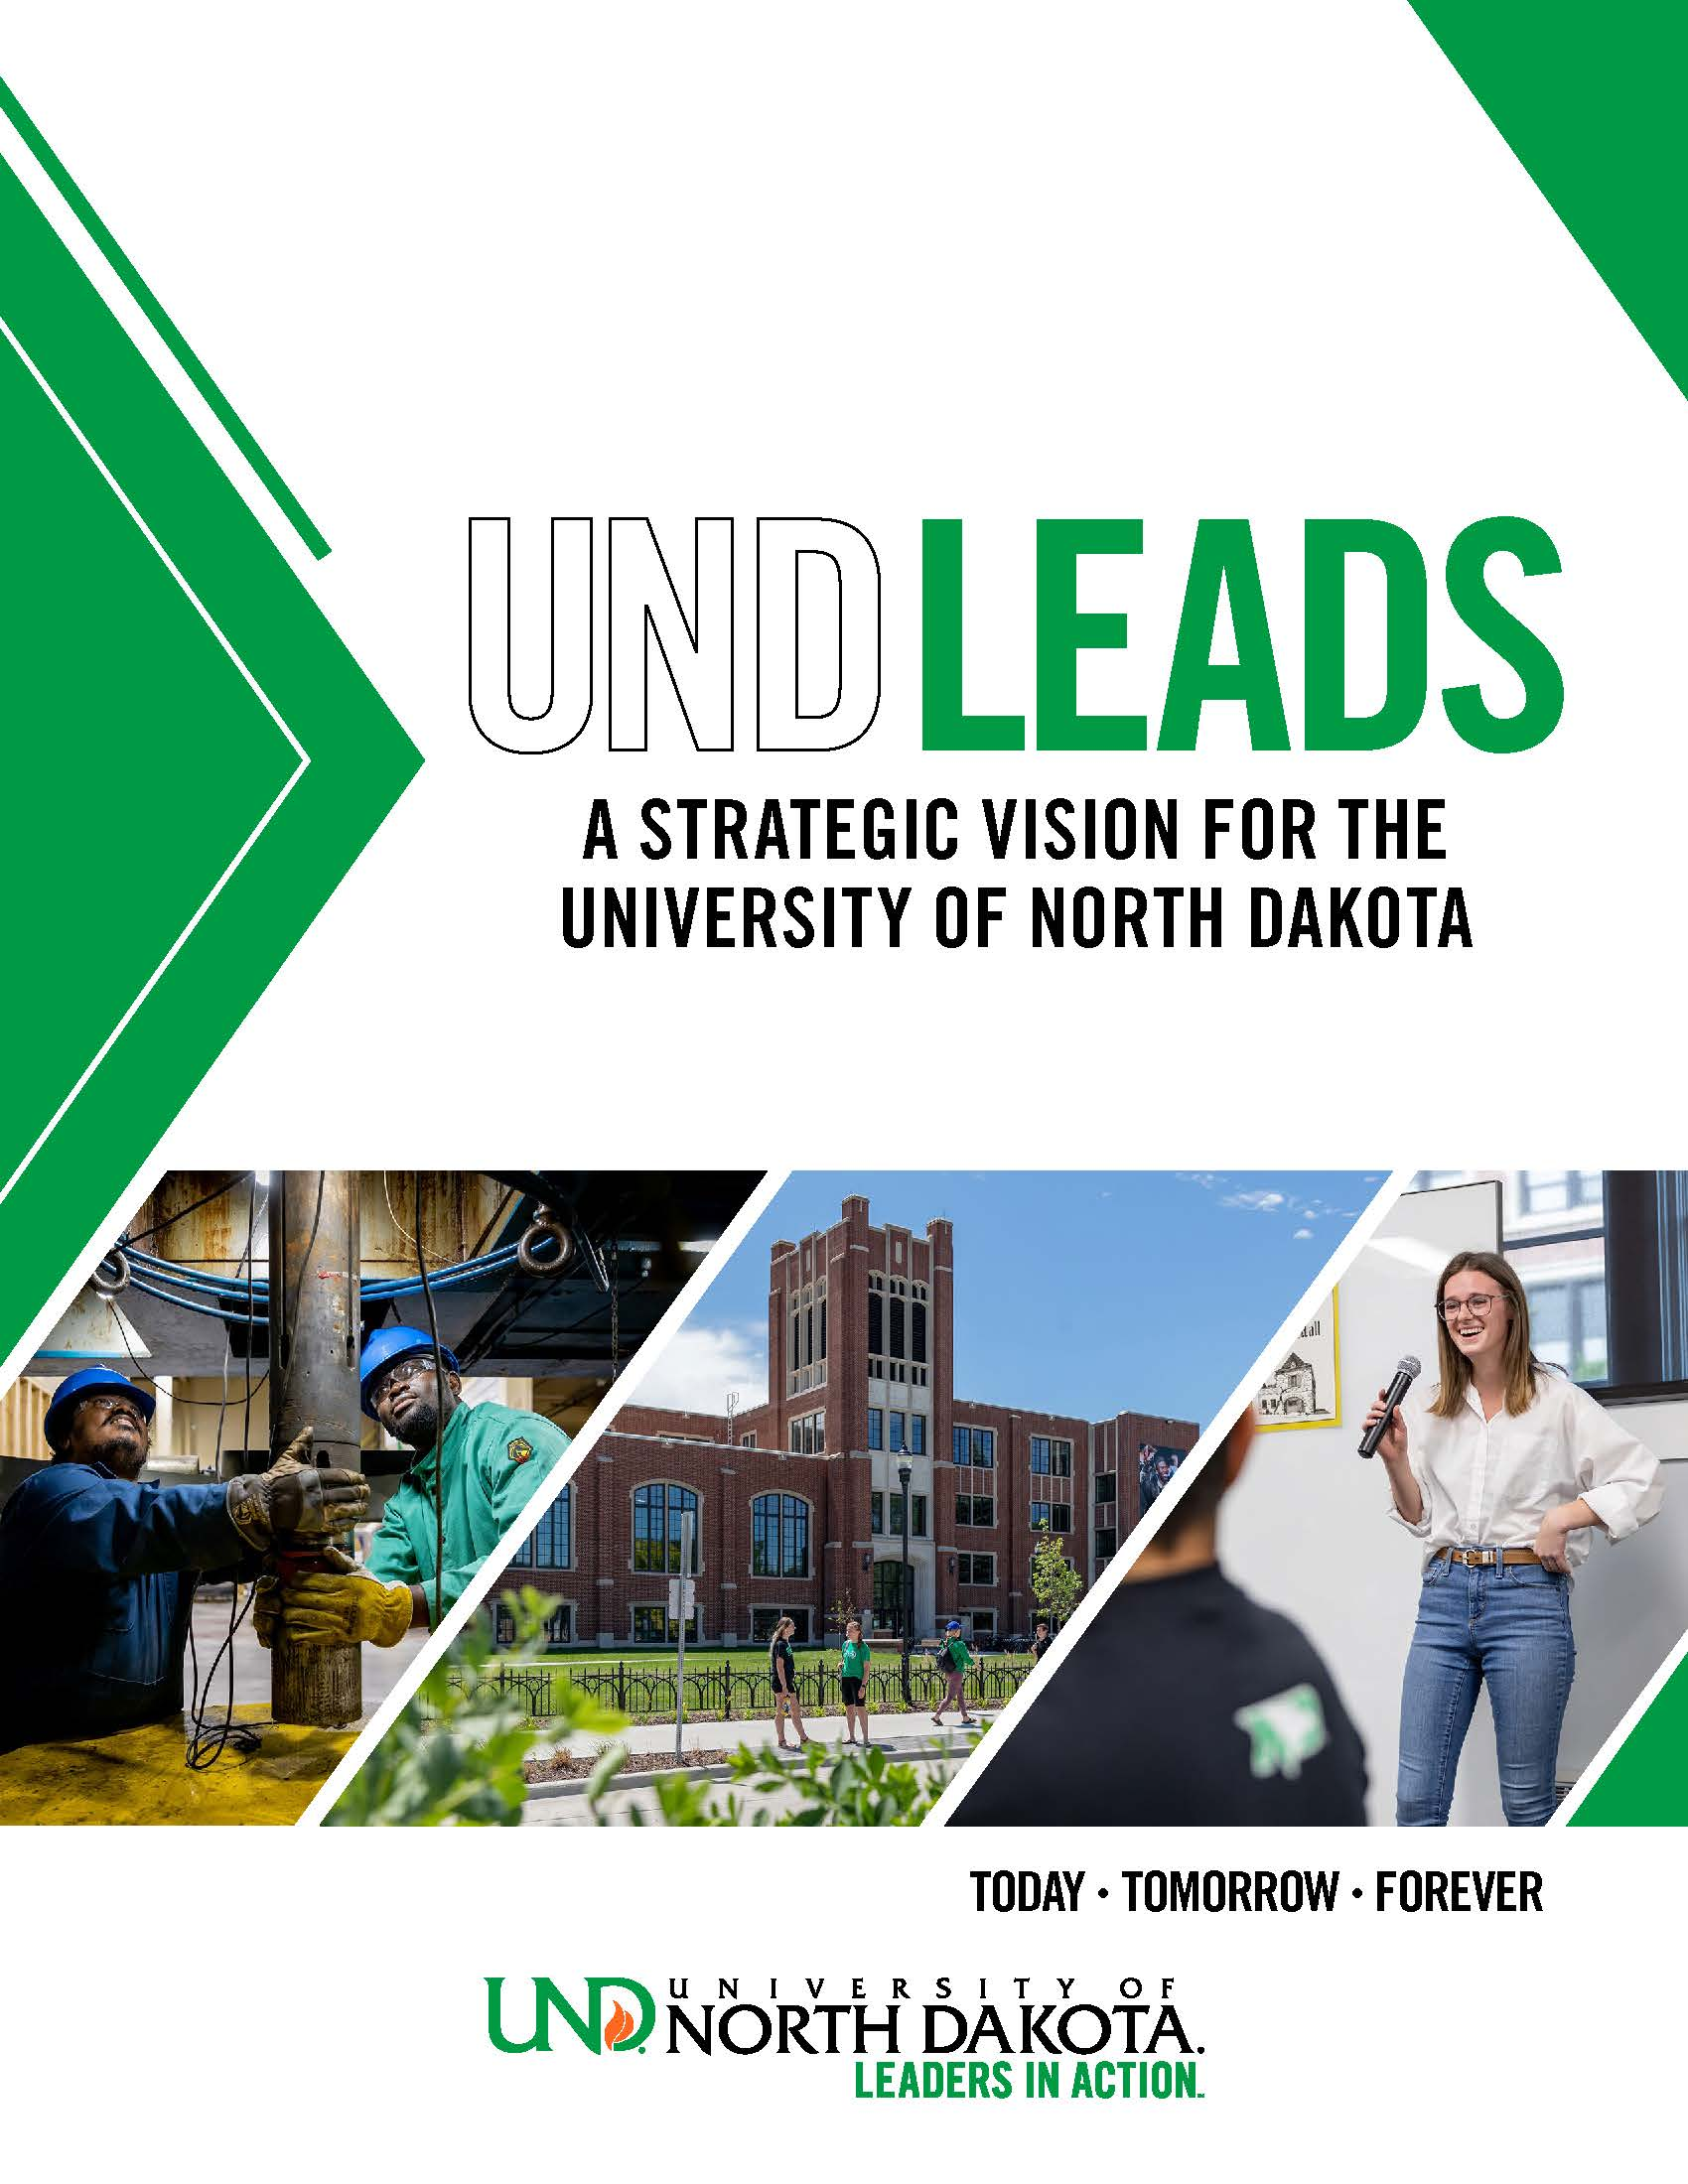 UND LEADS
A STRATEGIC VISION FOR THE
UNIVERSITY OF NORTH DAKOTA
TODAY · TOMORROW · FOREVER
UND UNIVERSITY OF
NORTH DAKOTA.
LEADERS IN ACTION.